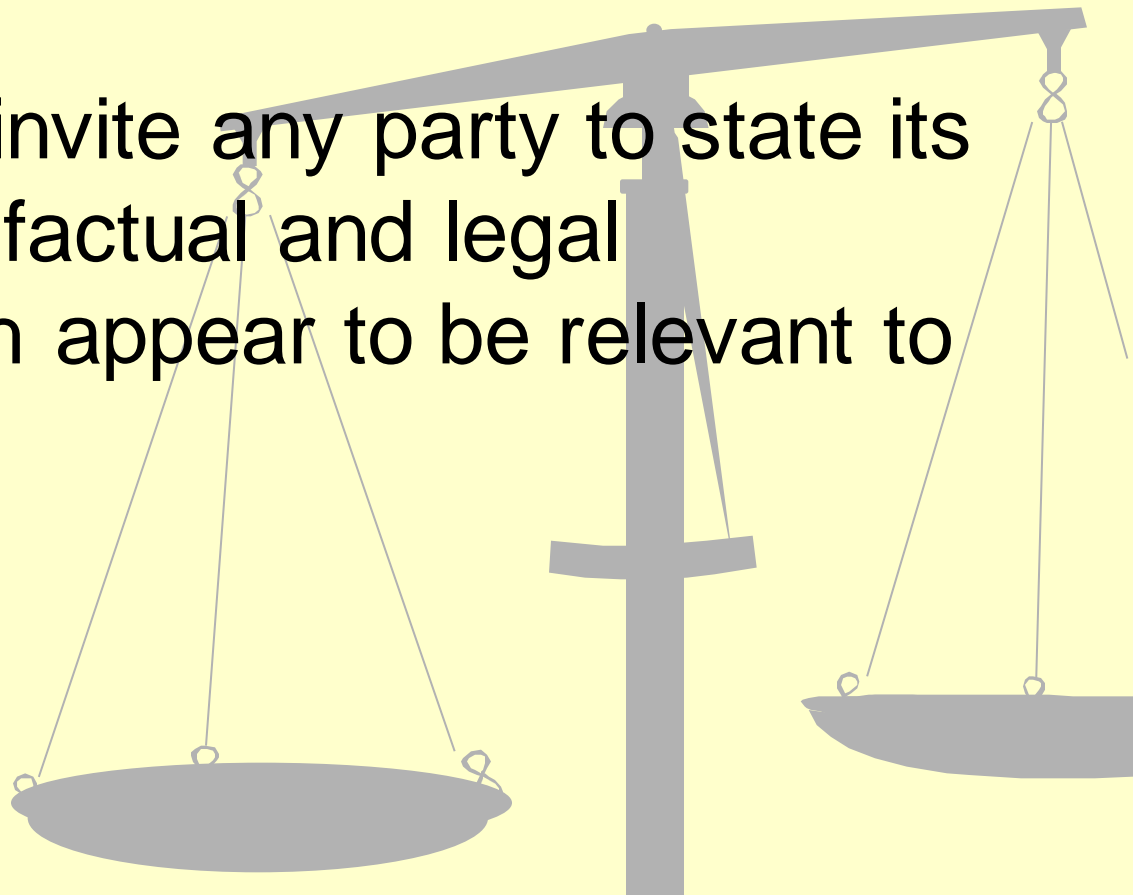 invite any party to state its
factual and legal
appear to be relevant to